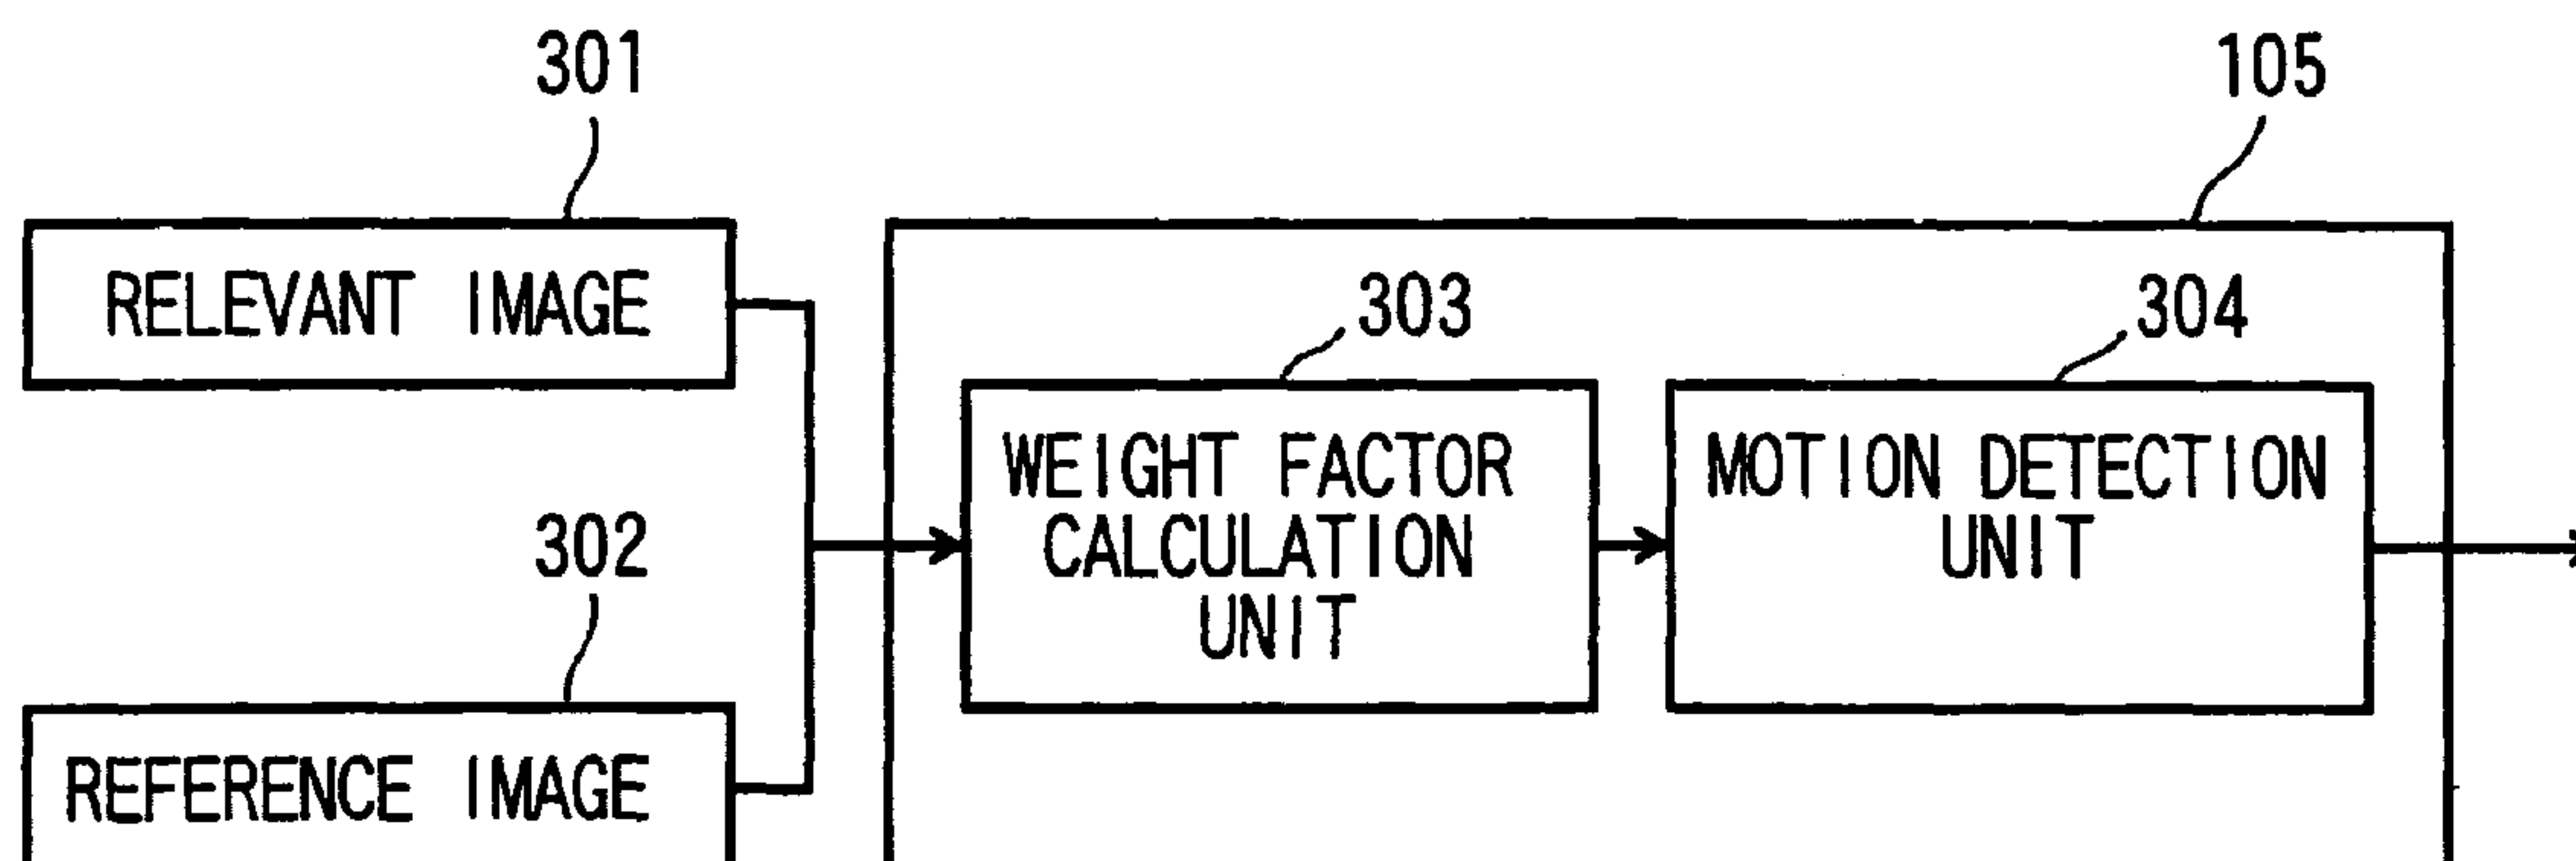 301
105
RELEVANT IMAGE
303
304
WEIGHT FACTOR
CALCULATION
UNIT
MOTION DETECTION
UNIT
302
REFERENCE IMAGE